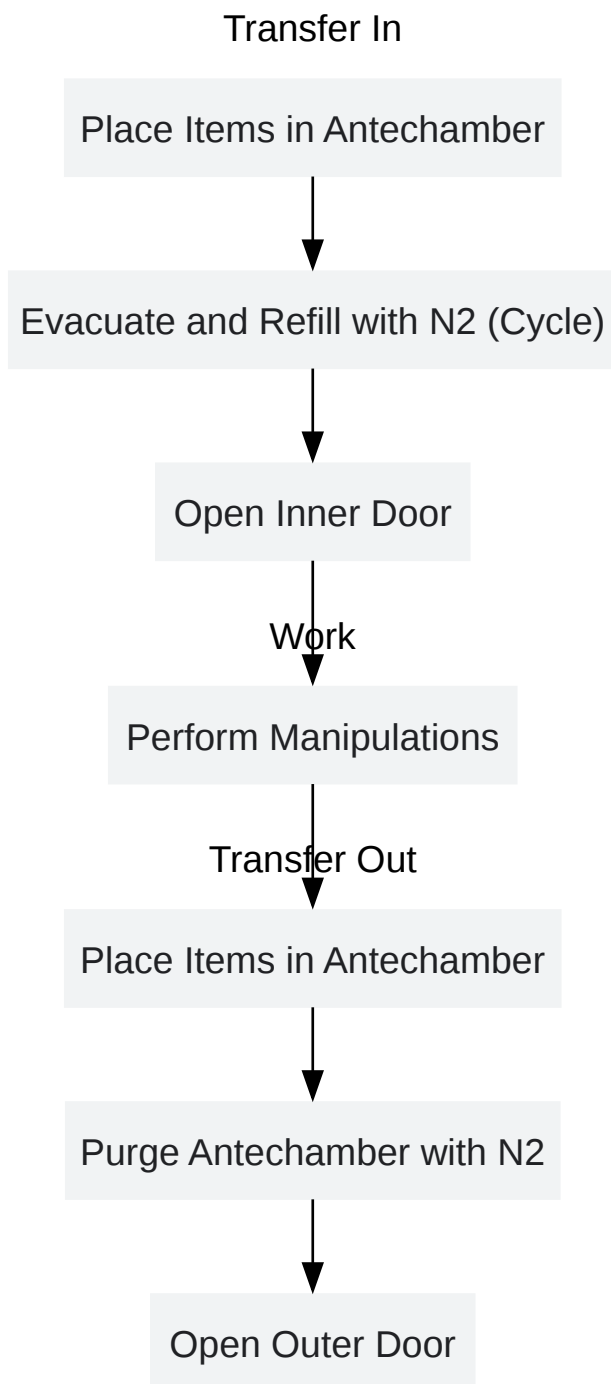 Transfer In
Place Items in Antechamber
Evacuate and Refill with N2 (Cycle)
Open Inner Door
Work
Perform Manipulations
Transfer Out
Place Items in Antechamber
Purge Antechamber with N2
Open Outer Door